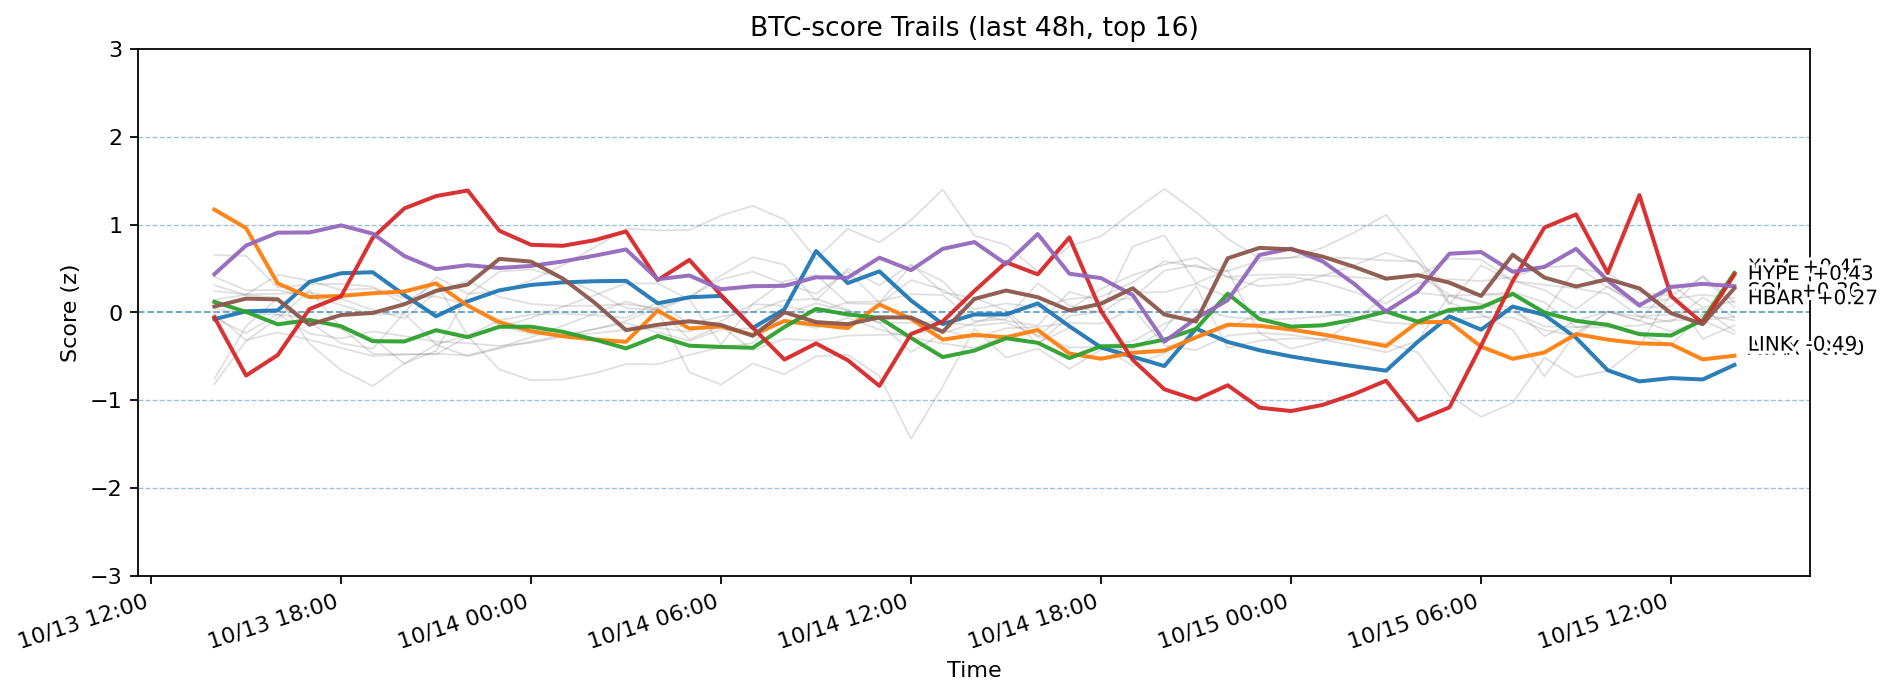 BTC-score Trails (last 48h, top 16)
3
2
1
0
−1
−2
−3
Score (z)
HYPE +0.43
HBAR +0.27
LINK -0.49
10/13 12:00
10/13 18:00
10/14 00:00
10/14 06:00
10/14 12:00
10/14 18:00
10/15 00:00
10/15 06:00
10/15 12:00
Time